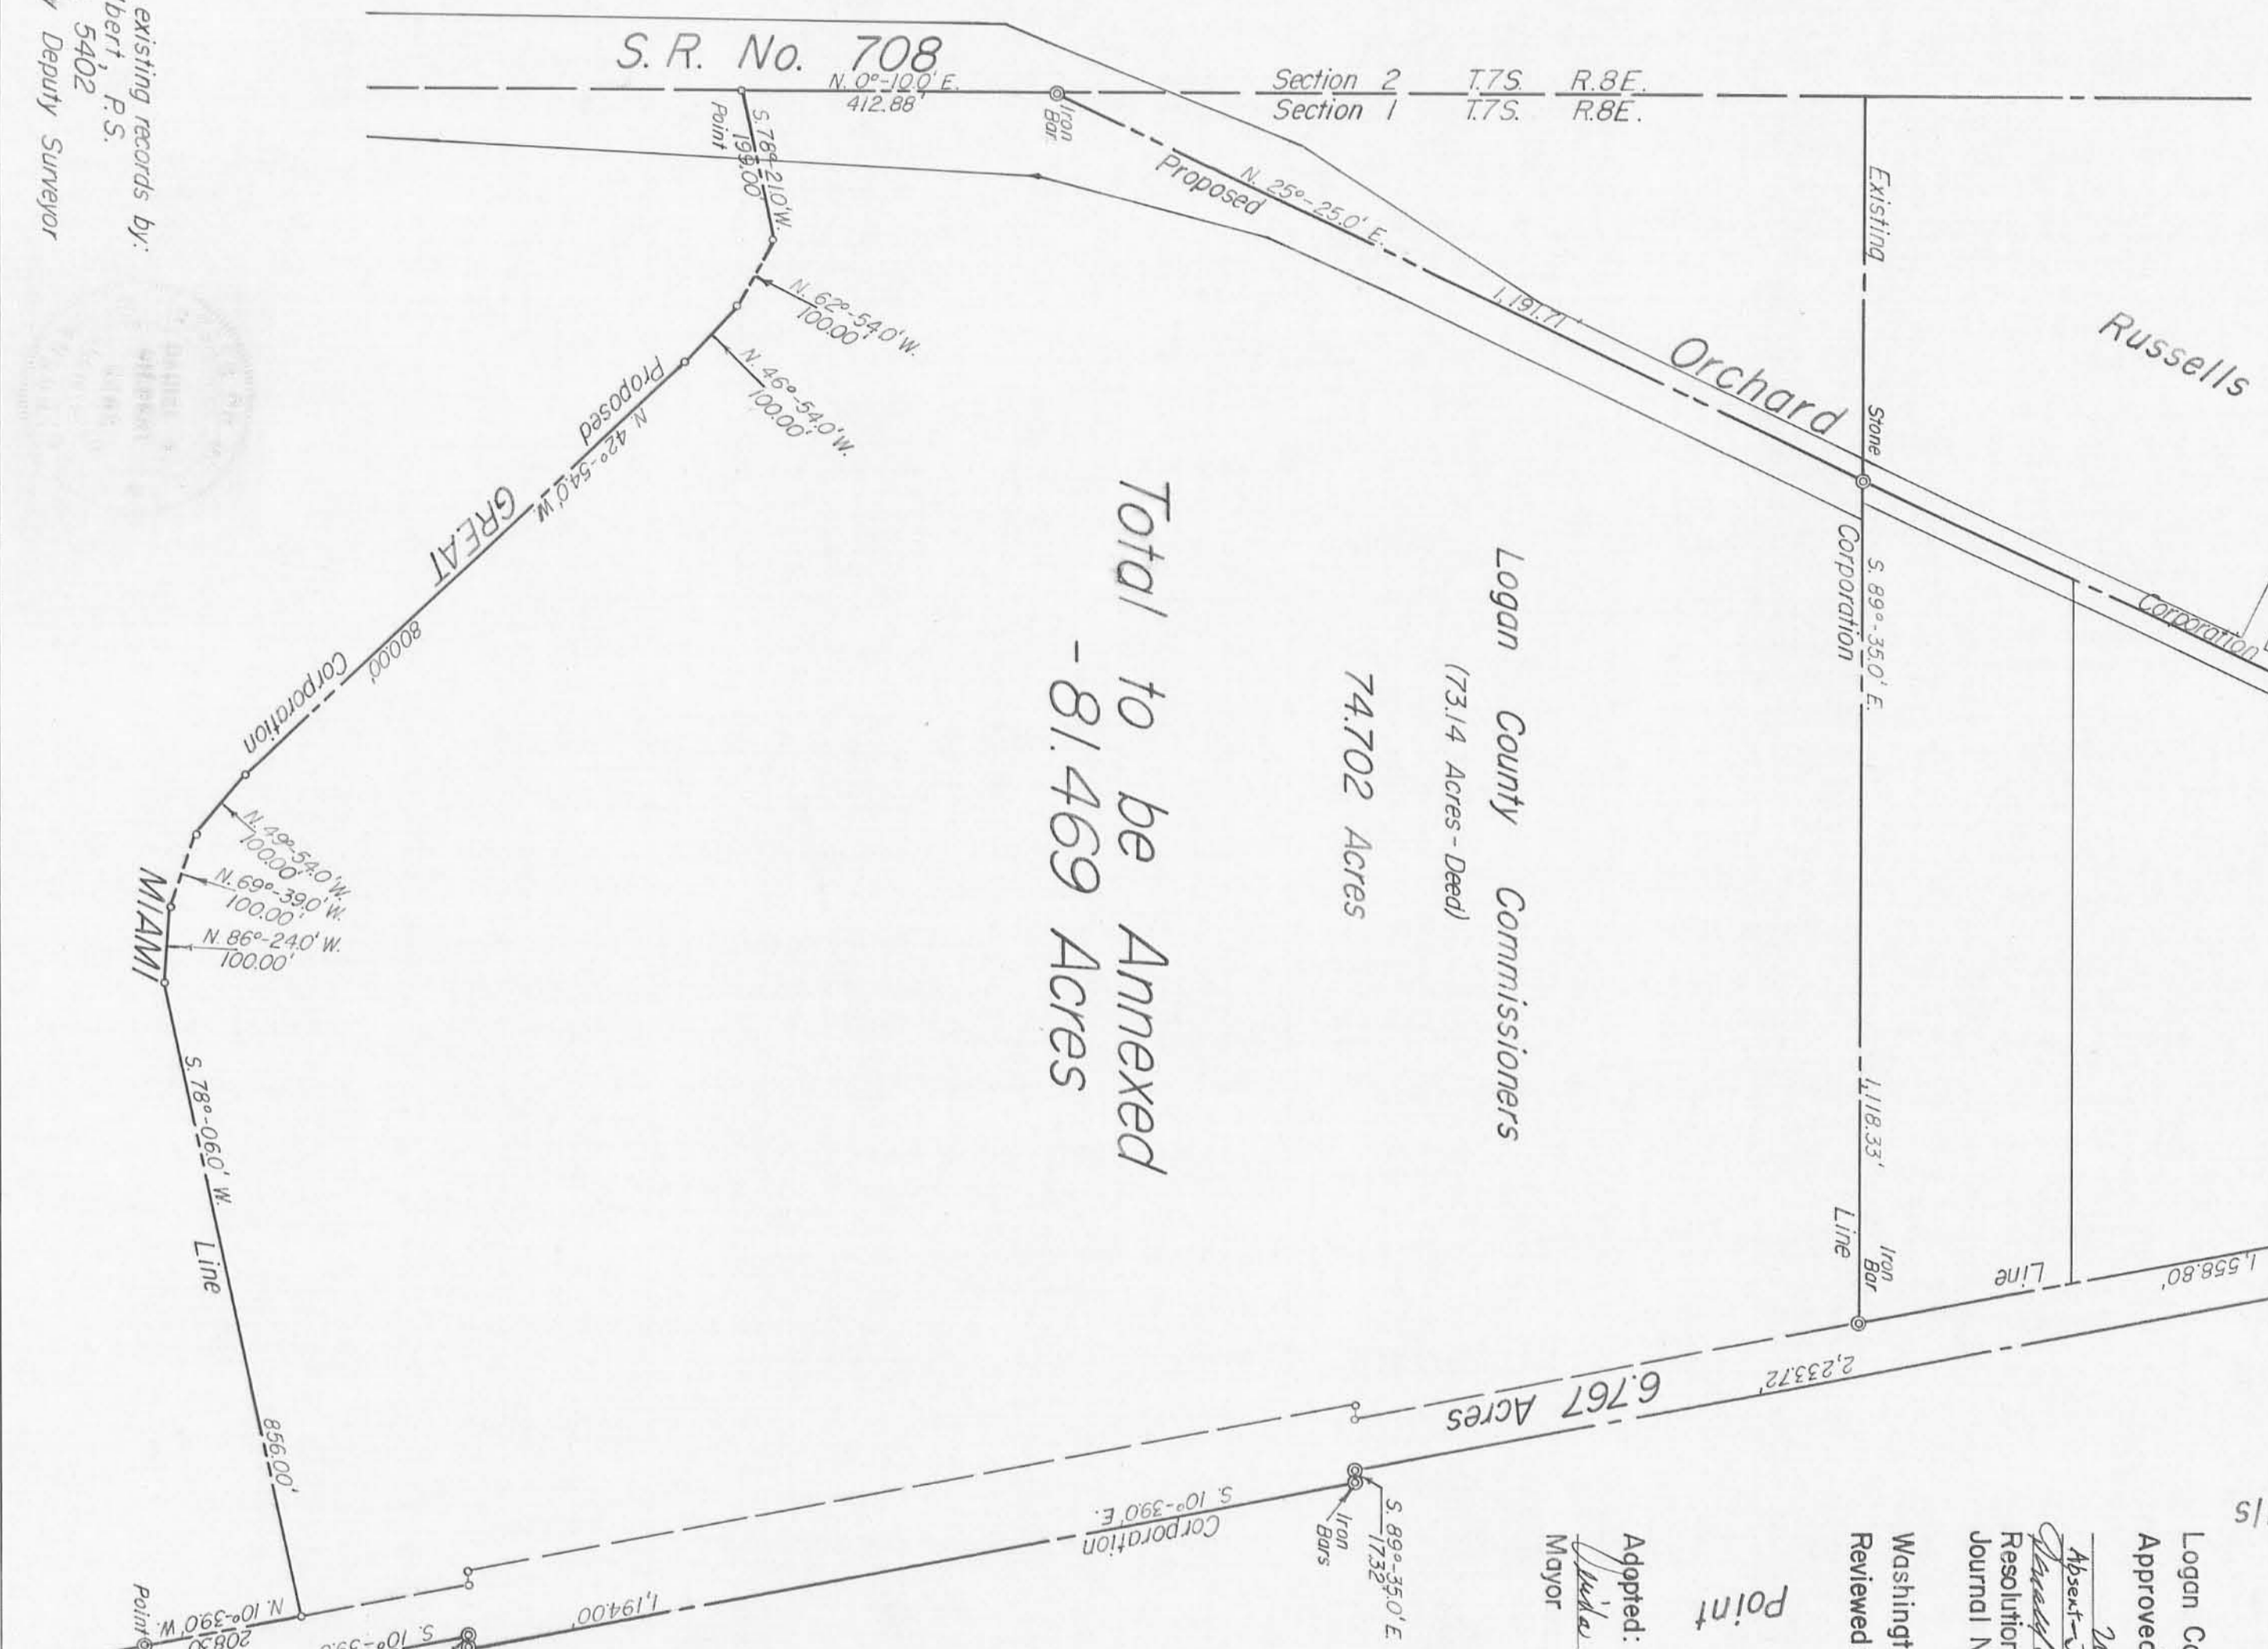 existing records by:
bert, P.S.
5402
Deputy Surveyor
S. R. No. 708
N. 0°-10.0' E.
412.88'
Point
S. 78°-21.0' W.
199.00'
Iron
Bar
Section 2 T.7S. R.8E.
Section 1 T.7S. R.8E.
Proposed
N. 25°-25.0' E.
1,191.71'
Orchard
Existing
Stone
Corporation
S. 89°-35.0' E.
1,118.33'
Line
Iron
Bar
Russells
Corporation
N. 62°-54.0' W.
100.00'
N. 46°-54.0' W.
100.00'
Proposed
N. 42°-54.0' W.
GREAT
800.00'
Corporation
N. 49°-54.0' W.
100.00'
N. 69°-39.0' W.
100.00'
N. 86°-24.0' W.
100.00'
MIAMI
S. 78°-06.0' W.
Line
856.00'
Logan County Commissioners
(73.14 Acres-Deed)
74.702 Acres
Total to be Annexed
-81.469 Acres
Line
1,558.80'
2,233.72'
6.767 Acres
S. 89°-35.0' E.
17.32'
Iron
Bars
S. 10°-39.0' E.
Corporation
1,194.00'
N. 10°-39.0' W.
208.30
Point
S. 10°-39.0'
Point
Adopted:
Mayor
Washingt
Reviewed
Logan Co
Approved
Absent
Resolution
Journal N